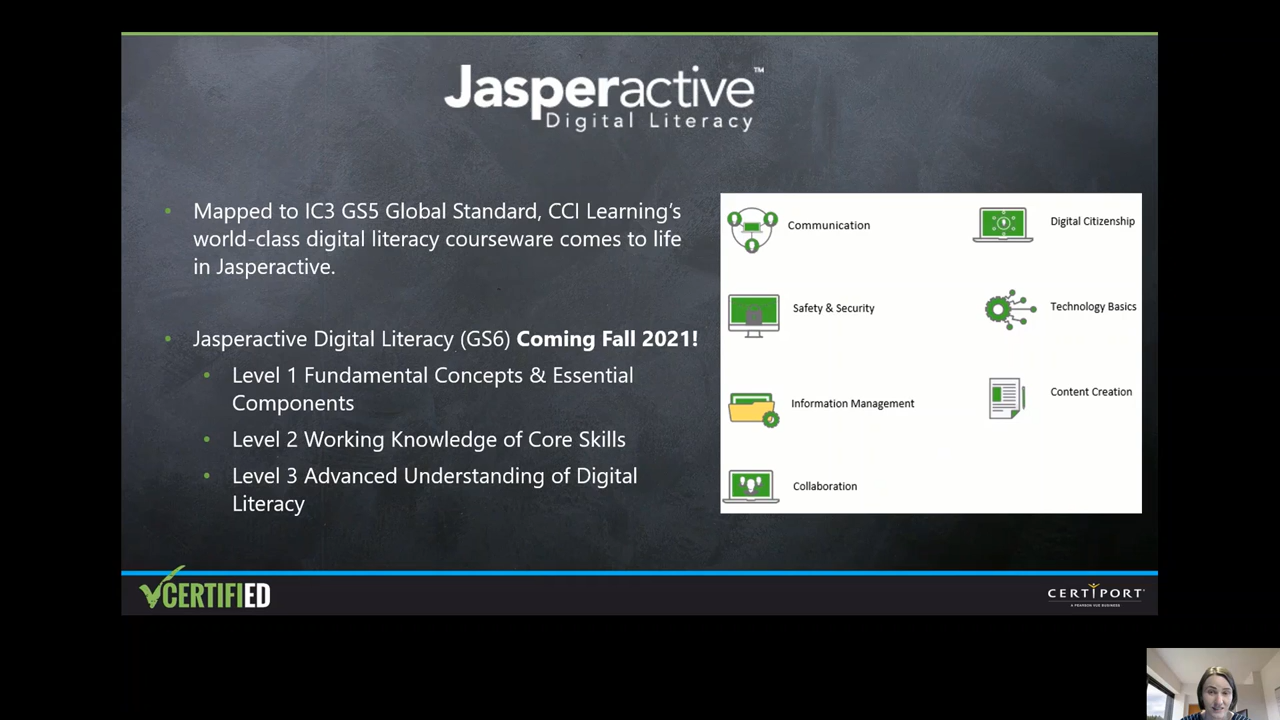 Jasperactive™
Digital Literacy
• Mapped to IC3 GS5 Global Standard, CCI Learning's
world-class digital literacy courseware comes to life
in Jasperactive.
• Jasperactive Digital Literacy (GS6) Coming Fall 2021!
• Level 1 Fundamental Concepts & Essential
Components
• Level 2 Working Knowledge of Core Skills
• Level 3 Advanced Understanding of Digital
Literacy
Communication
Digital Citizenship
Safety & Security
Technology Basics
Information Management
Content Creation
Collaboration
CERTIFIED
CERTIPORT
A PEARSON VUE BUSINESS